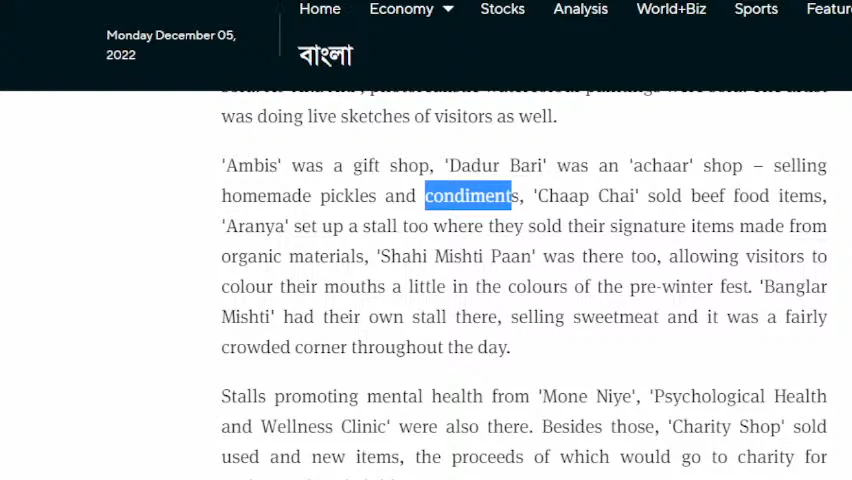 Home Economy Stocks Analysis World+Biz Sports Featur
Monday December 05,
2022
বাংলা
was doing live sketches of visitors as well.
'Ambis' was a gift shop, 'Dadur Bari' was an 'achaar' shop – selling
homemade pickles and condiments, 'Chaap Chai' sold beef food items,
'Aranya' set up a stall too where they sold their signature items made from
organic materials, 'Shahi Mishti Paan' was there too, allowing visitors to
colour their mouths a little in the colours of the pre-winter fest. 'Banglar
Mishti' had their own stall there, selling sweetmeat and it was a fairly
crowded corner throughout the day.
Stalls promoting mental health from 'Mone Niye', 'Psychological Health
and Wellness Clinic' were also there. Besides those, 'Charity Shop' sold
used and new items, the proceeds of which would go to charity for